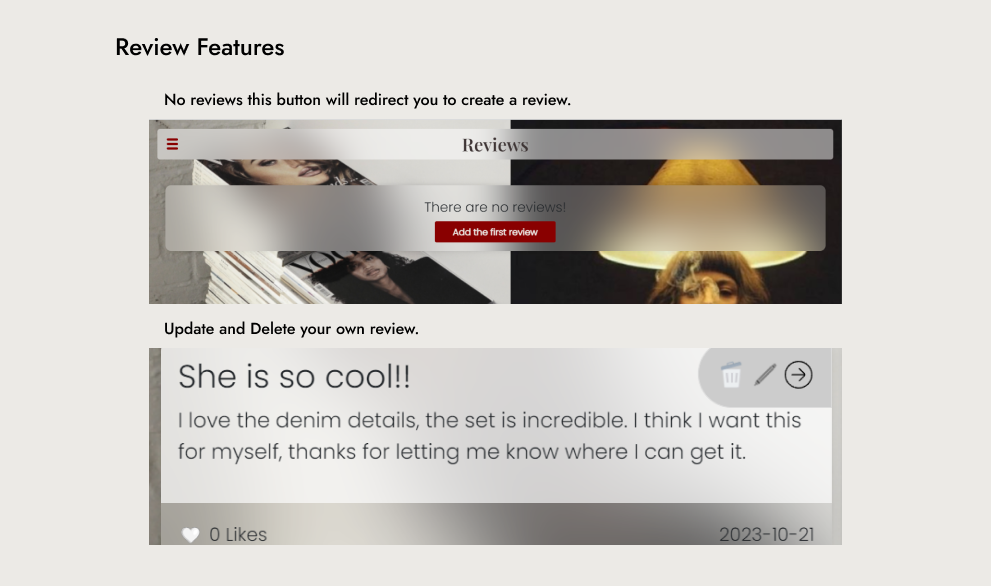 Review Features
No reviews this button will redirect you to create a review.
Reviews
There are no reviews!
Add the first review
VOGUE
Update and Delete your own review.
She is so cool!!
I love the denim details, the set is incredible. I think I want this
for myself, thanks for letting me know where I can get it.
0 Likes
2023-10-21